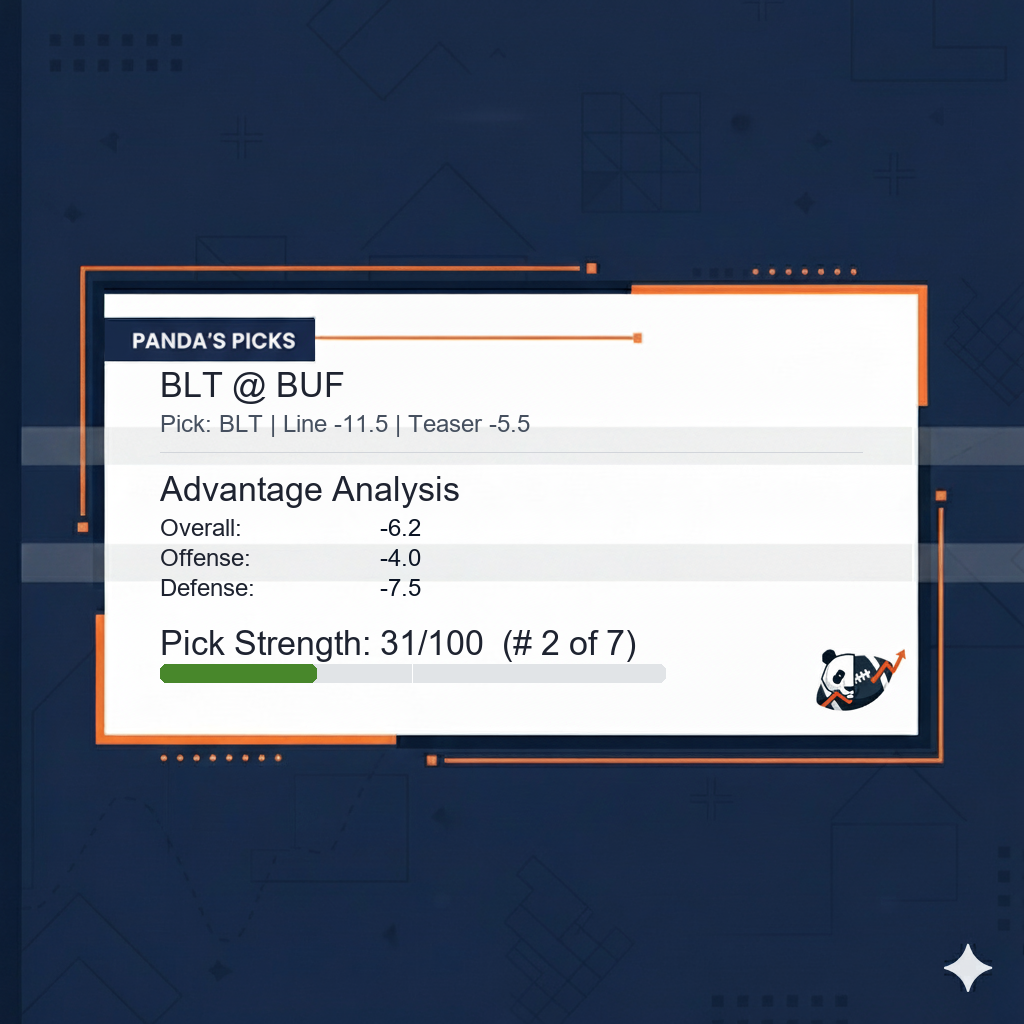 PANDA'S PICKS
BLT @ BUF
Pick: BLT | Line -11.5 | Teaser -5.5
Advantage Analysis
Overall: -6.2
Offense: -4.0
Defense: -7.5
Pick Strength: 31/100 (# 2 of 7)